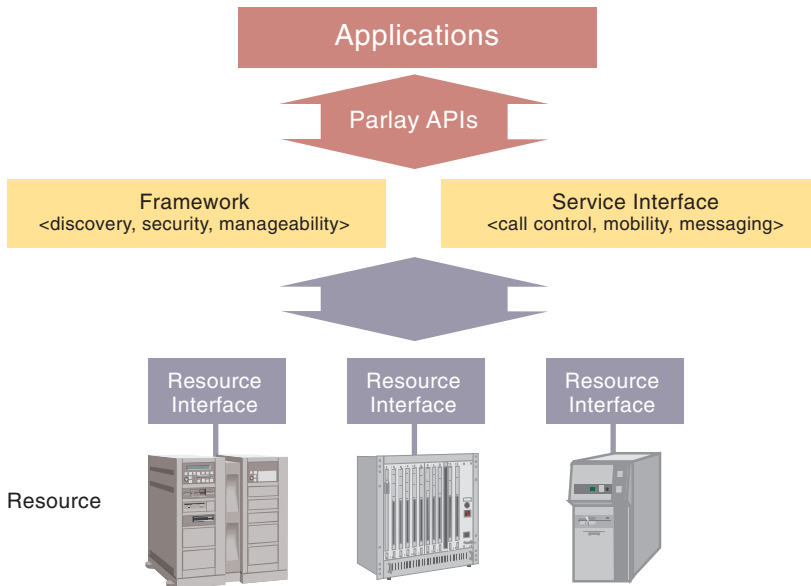 Applications
Parlay APIs
Framework
<discovery, security, manageability>
Service Interface
<call control, mobility, messaging>
Resource
Interface
Resource
Interface
Resource
Interface
Resource